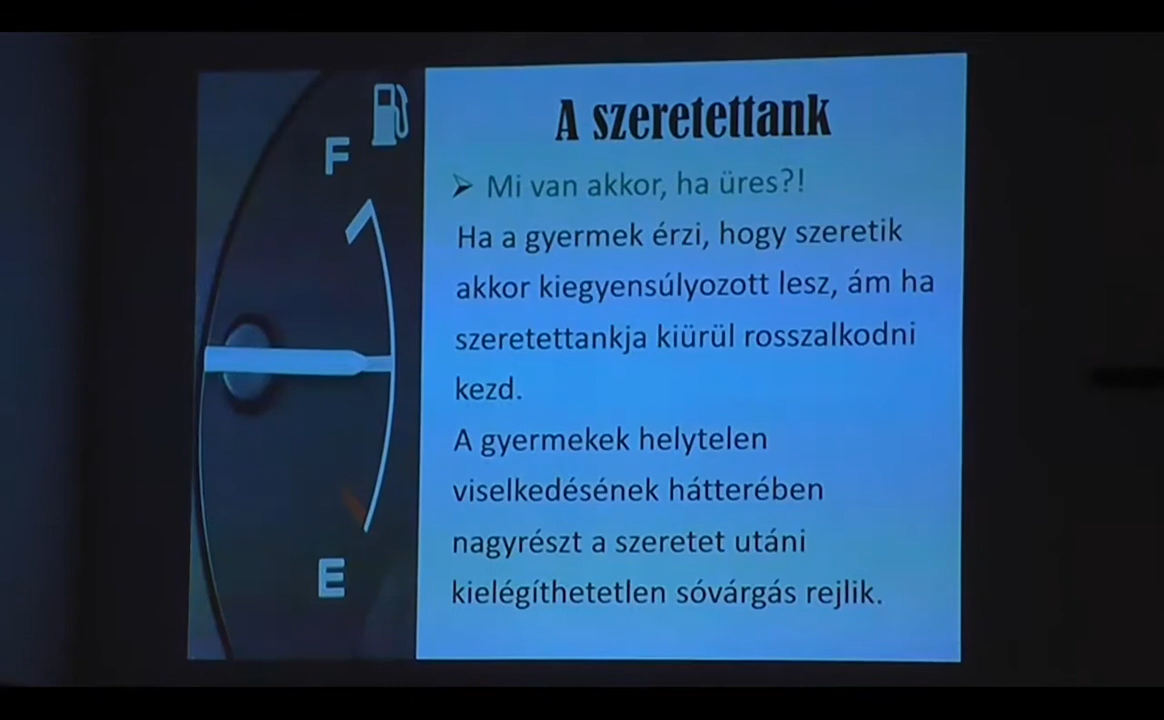 A szeretettank
➢ Mi van akkor, ha üres?!
Ha a gyermek érzi, hogy szeretik
akkor kiegyensúlyozott lesz, ám ha
szeretettankja kiürül rosszalkodni
kezd.
A gyermekek helytelen
viselkedésének hátterében
nagyrészt a szeretet utáni
kielégíthetetlen sóvárgás rejlik.
F
E